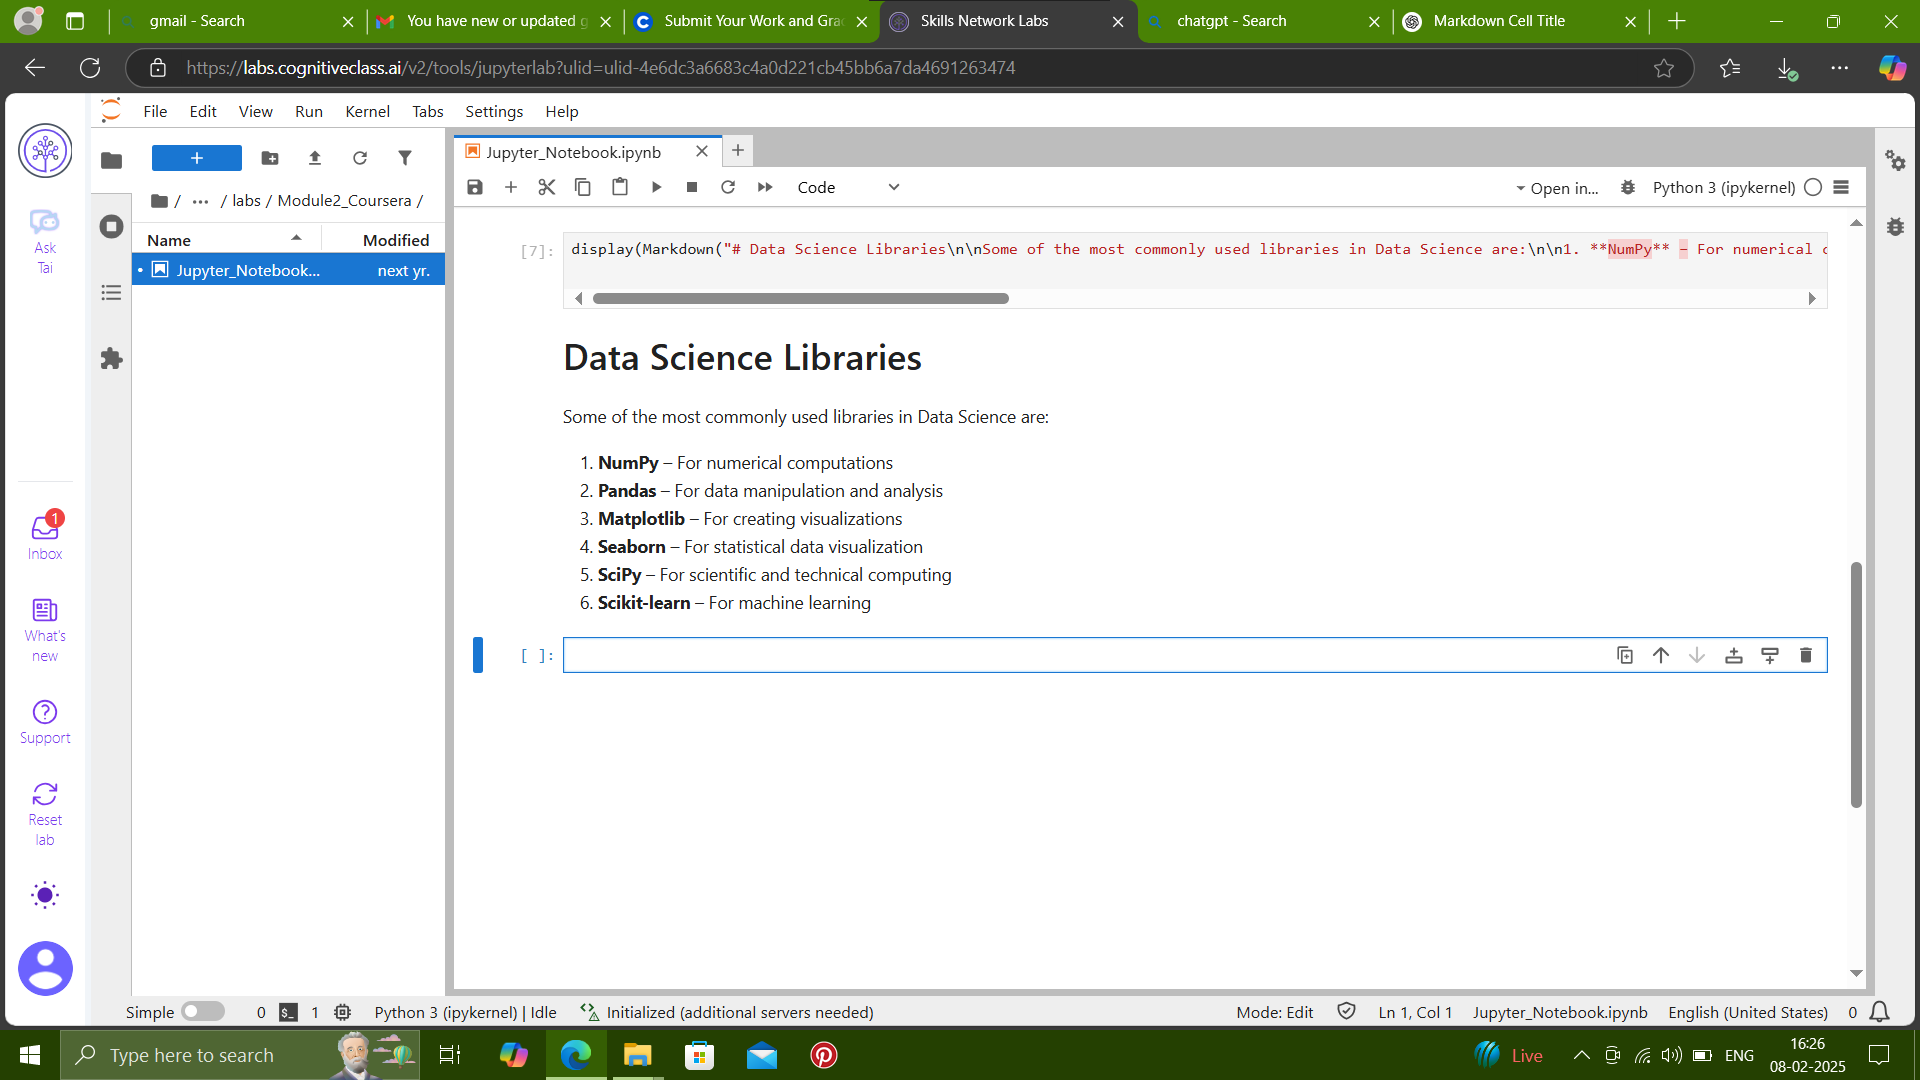 gmail - Search
You have new or updated g
Submit Your Work and Grad
Skills Network Labs
chatgpt - Search
Markdown Cell Title
https://labs.cognitiveclass.ai/v2/tools/jupyterlab?ulid=ulid-4e6dc3a6683c4a0d221cb45bb6a7da4691263474
File Edit View Run Kernel Tabs Settings Help
Ask
Tai
Inbox
1
What's
new
Support
Reset
lab
/ ··· / labs / Module2_Coursera /
Name Modified
Jupyter_Notebook... next yr.
Jupyter_Notebook.ipynb
Code
Open in...
Python 3 (ipykernel)
[7]: display(Markdown("# Data Science Libraries\n\nSome of the most commonly used libraries in Data Science are:\n\n1. **NumPy** – For numerical c
Data Science Libraries
Some of the most commonly used libraries in Data Science are:
1. NumPy – For numerical computations
2. Pandas – For data manipulation and analysis
3. Matplotlib – For creating visualizations
4. Seaborn – For statistical data visualization
5. SciPy – For scientific and technical computing
6. Scikit-learn – For machine learning
[ ]:
Simple 0 1 Python 3 (ipykernel) | Idle Initialized (additional servers needed) Mode: Edit Ln 1, Col 1 Jupyter_Notebook.ipynb English (United States) 0
Type here to search
Live
ENG
16:26
08-02-2025